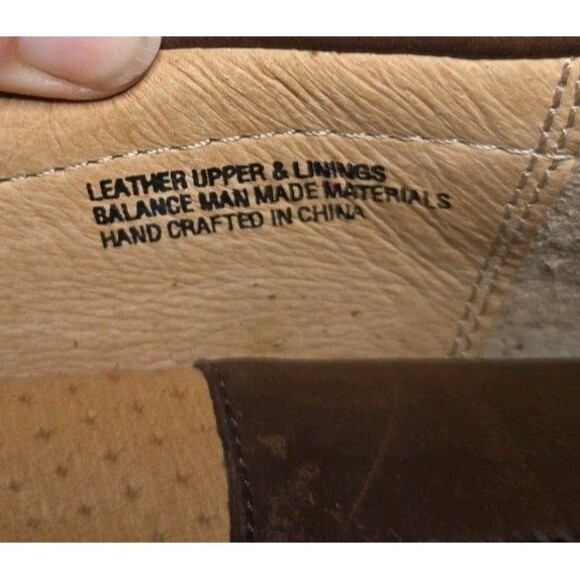 LEATHER UPPER & LININGS
BALANCE MAN MADE MATERIALS
HAND CRAFTED IN CHINA